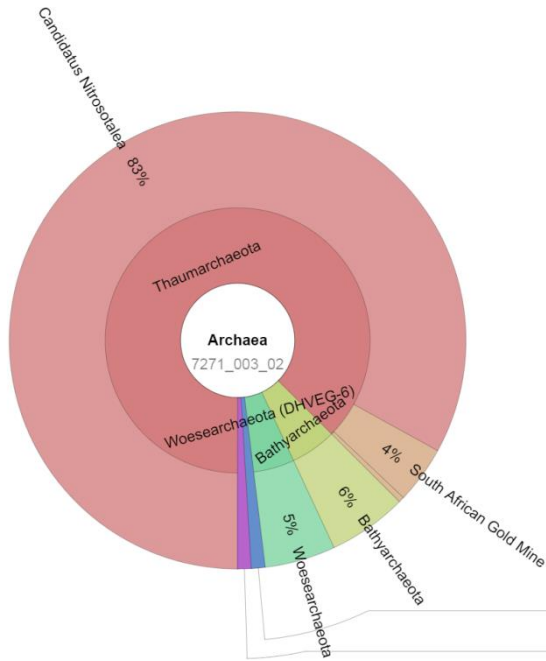 Candidatus Nitrosotalea 83%
Thaumarchaeota
Archaea
7271_003_02
Woesearchaeota (DHVEG-6)
Bathyarchaeota
4% South African Gold Mine
6% Bathyarchaeota
5% Woesearchaeota